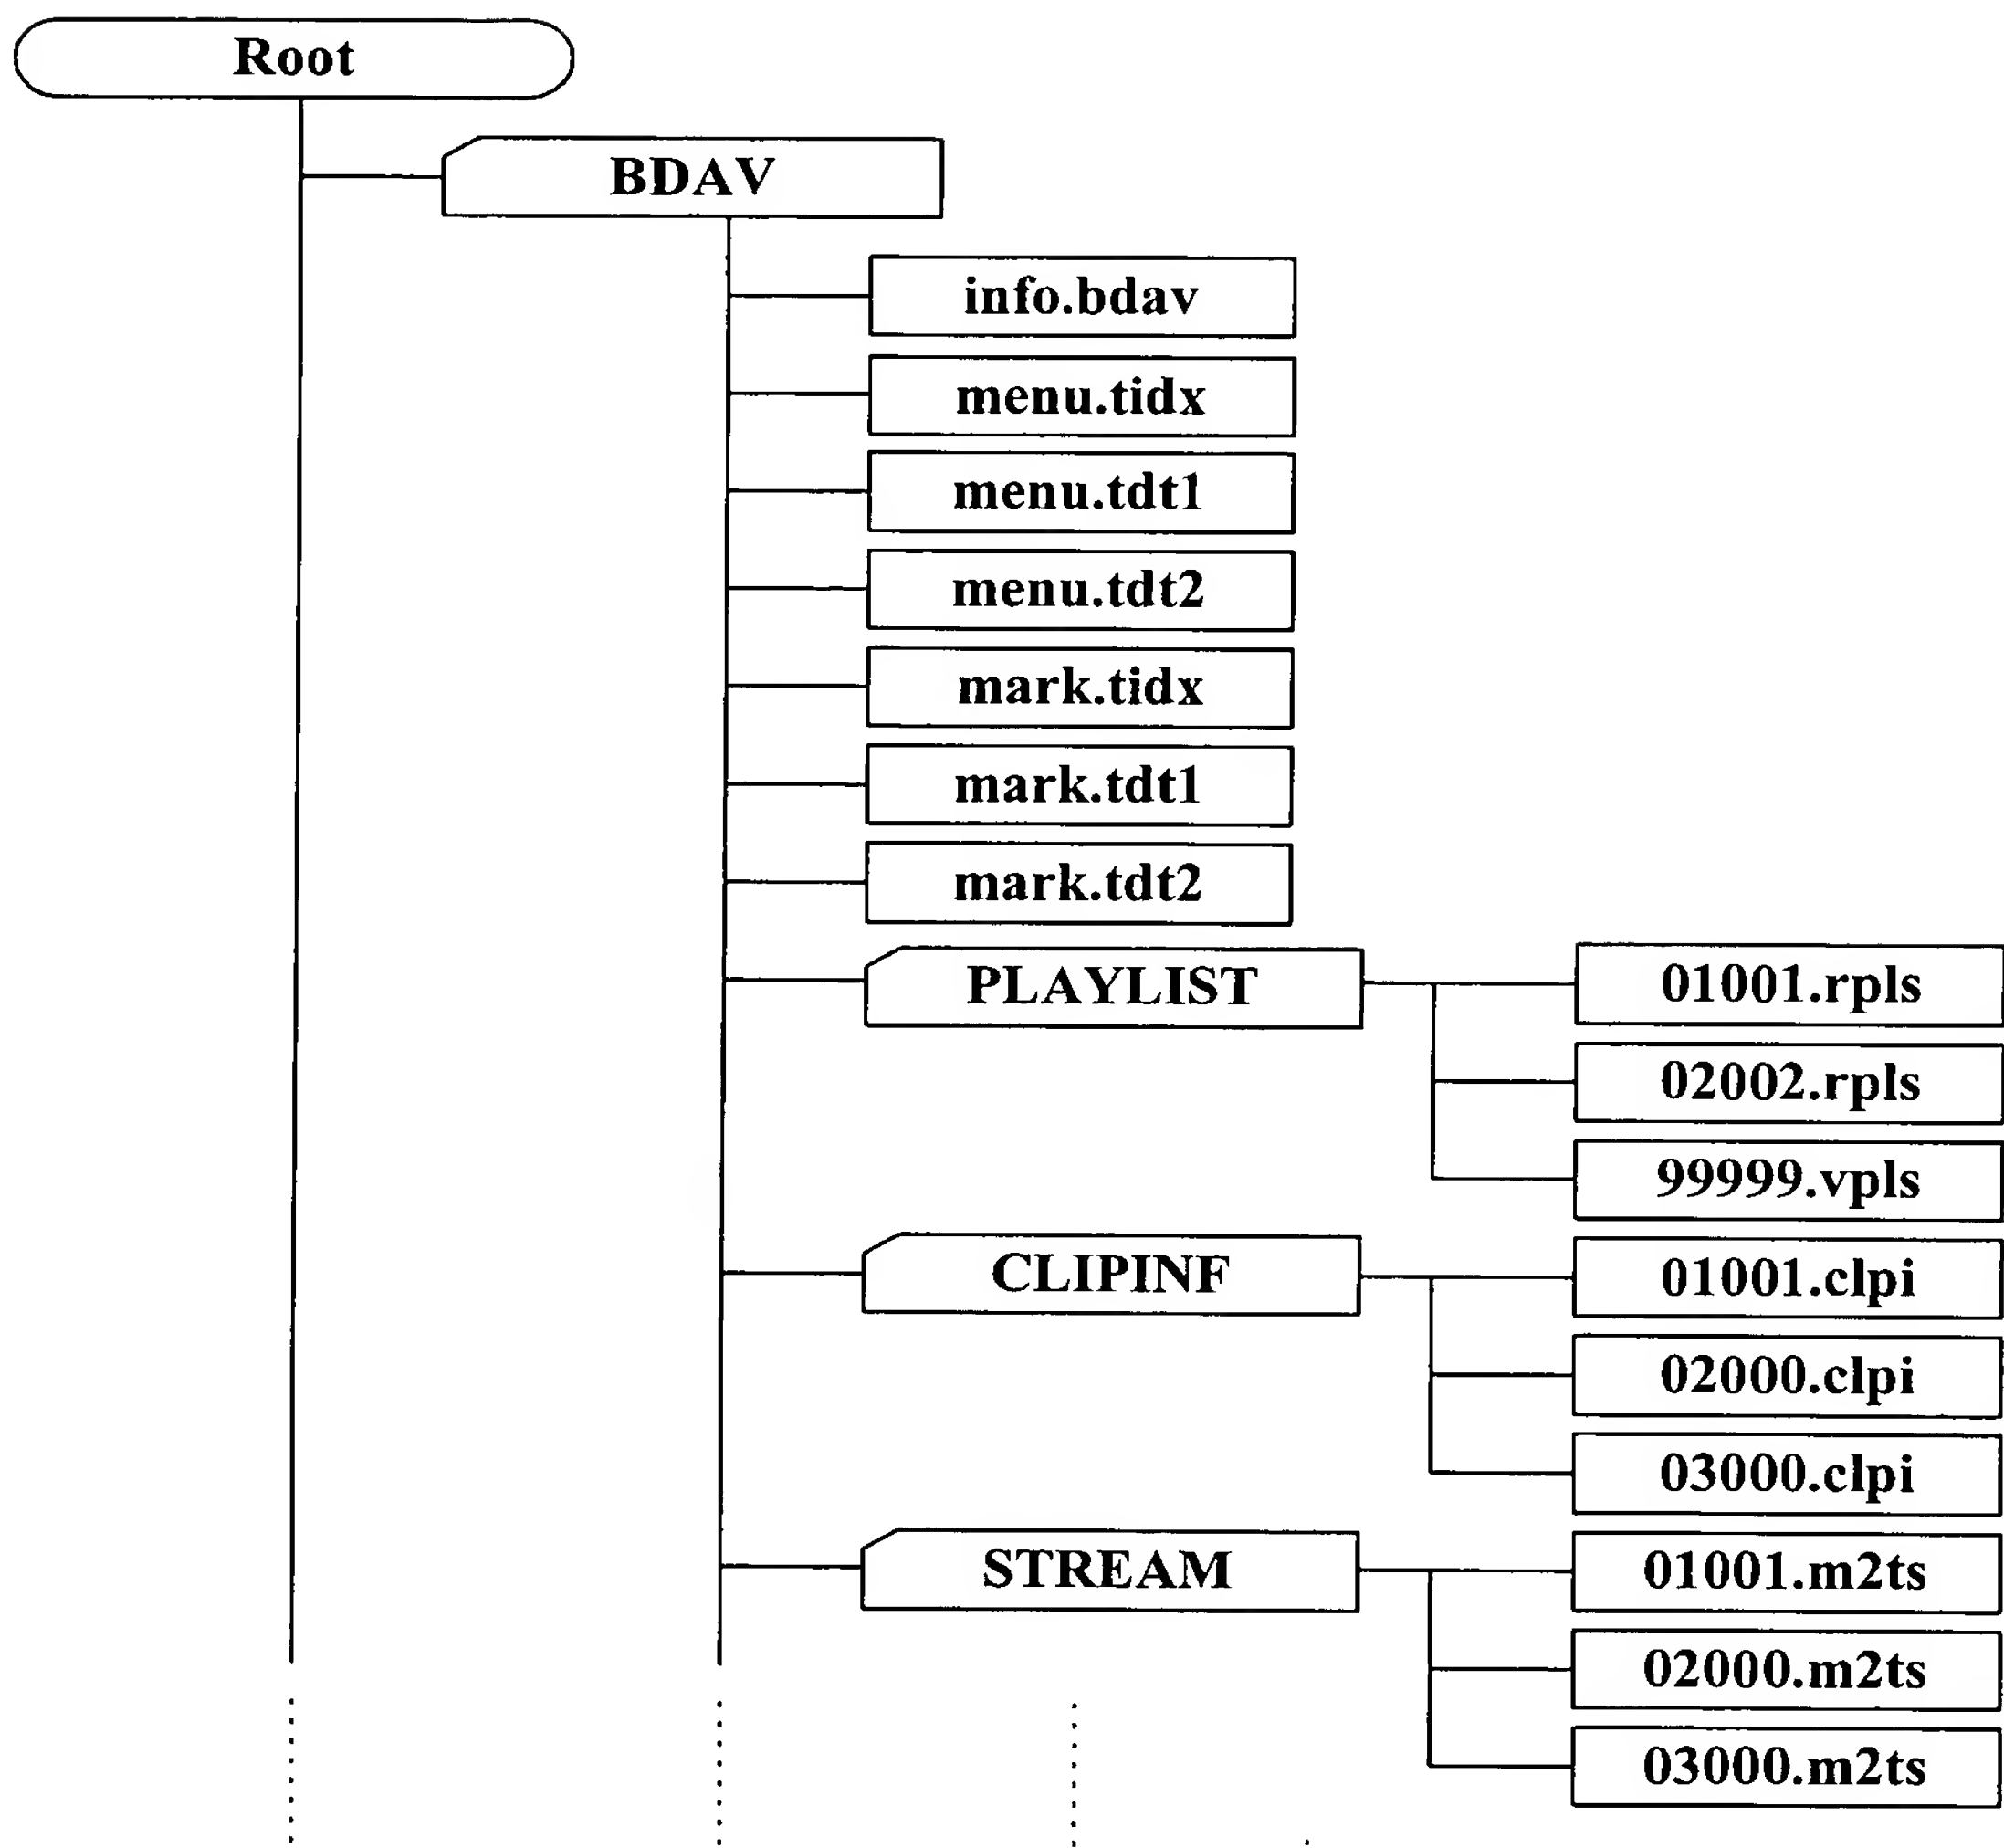 Root
BDAV
info.bdav
menu.tidx
menu.tdt1
menu.tdt2
mark.tidx
mark.tdt1
mark.tdt2
PLAYLIST
01001.rpls
02002.rpls
99999.vpls
CLIPINF
01001.clpi
02000.clpi
03000.clpi
STREAM
01001.m2ts
02000.m2ts
03000.m2ts